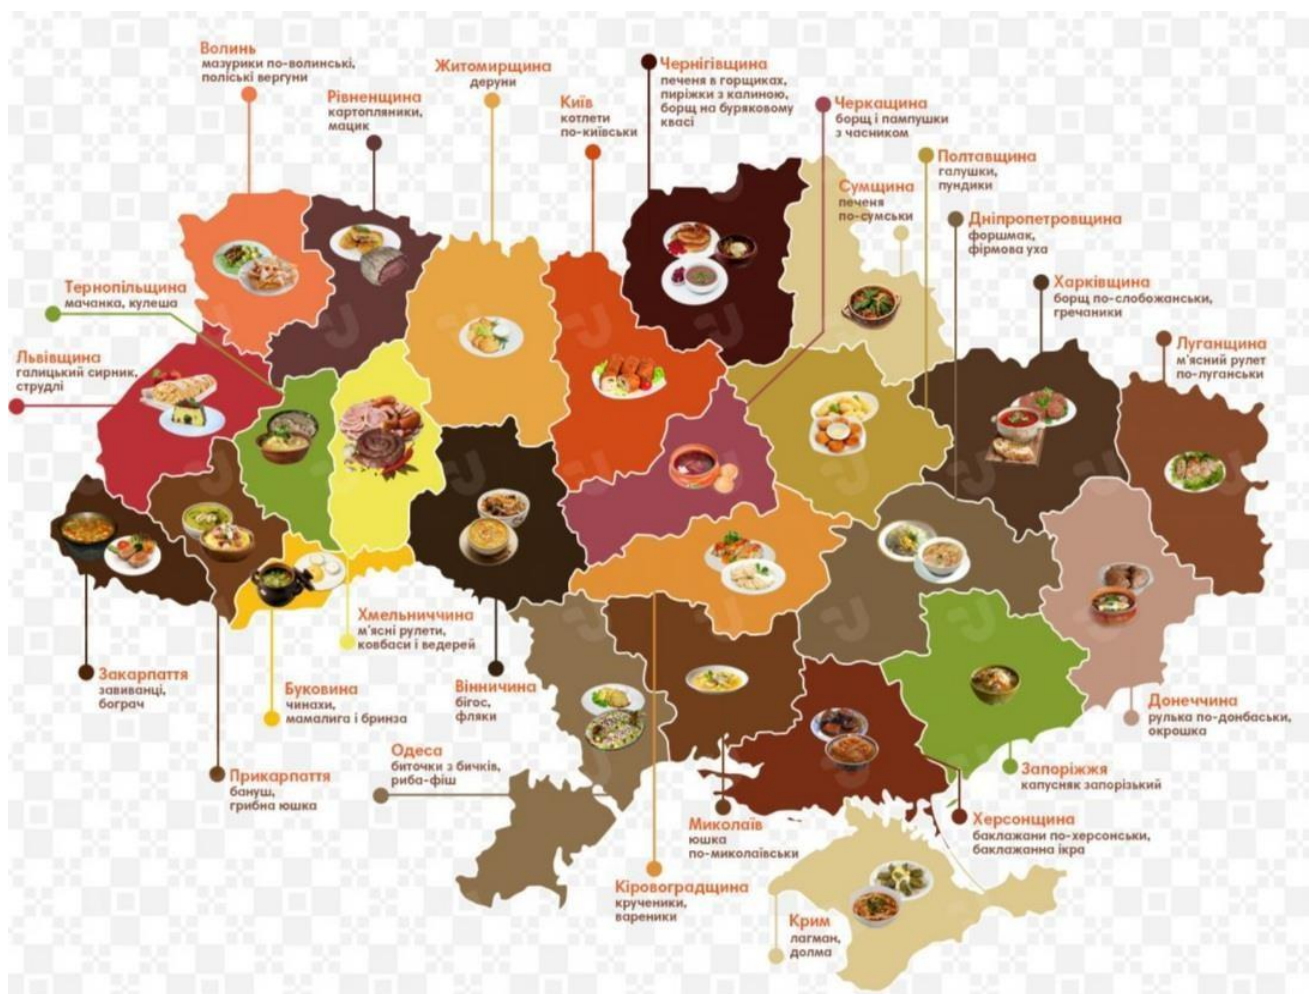 Волинь
мазурики по-волинські,
поліські вергуни
Рівненщина
картопляники,
мацик
Житомирщина
деруни
Київ
котлети
по-київськи
Чернігівщина
печеня в горщиках,
пиріжки з калиною,
борщ на буряковому
квасі
Черкащина
борщ і пампушки
з часником
Полтавщина
галушки,
пундики
Сумщина
печеня
по-сумськи
Дніпропетровщина
форшмак,
фірмова уха
Харківщина
борщ по-слобожанськи,
гречаники
Луганщина
м'ясний рулет
по-луганськи
Тернопільщина
мачанка, кулеша
Львівщина
галицький сирник,
струдлі
Закарпаття
завиванці,
бограч
Прикарпаття
бануш,
грибна юшка
Буковина
чинахи,
мамалига і бринза
Хмельниччина
м'ясні рулети,
ковбаси і ведерей
Вінничина
бігос,
фляки
Одеса
биточки з бичків,
риба-фіш
Кіровоградщина
крученики,
вареники
Миколаїв
юшка
по-миколаївськи
Херсонщина
баклажани по-херсонськи,
баклажанна ікра
Запоріжжя
капусняк запорізький
Донеччина
рулька по-донбаськи,
окрошка
Крим
лагман,
долма